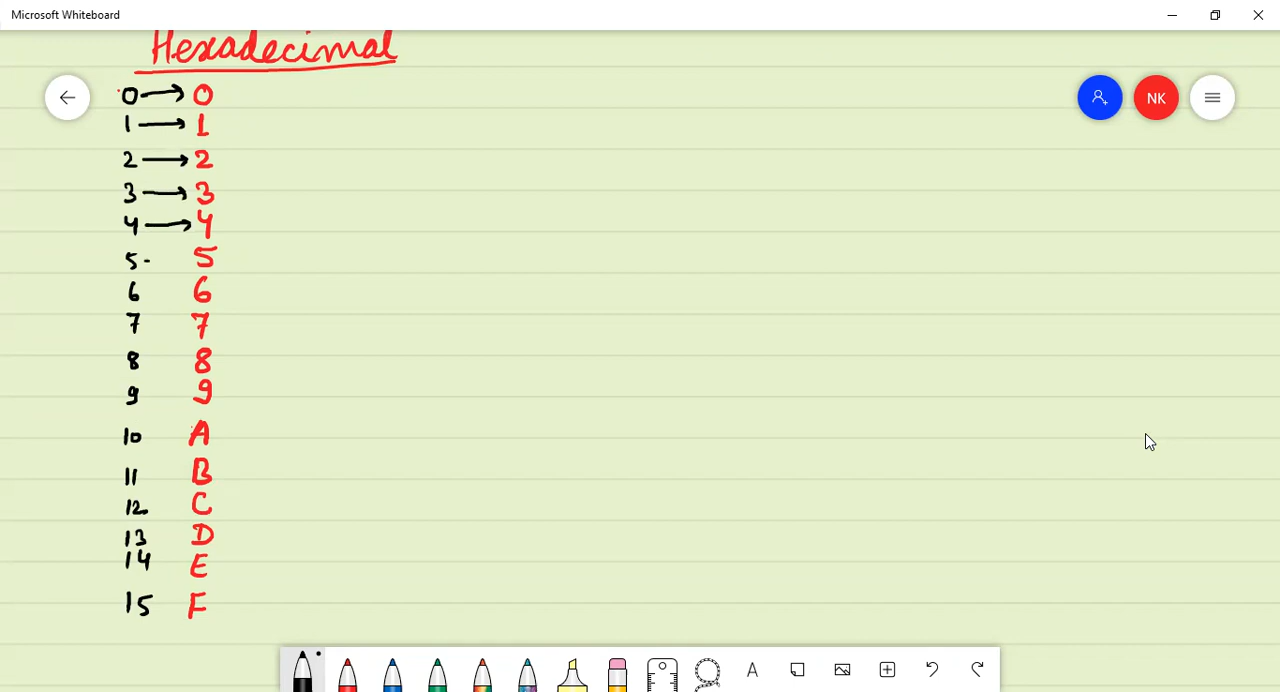 Microsoft Whiteboard
Hexadecimal
0 → 0
1 → 1
NK
2 → 2
3 → 3
4 → 4
5 - 5
6 6
7 7
8 8
9 9
10 A
11 B
12 C
13 D
14 E
15 F
A